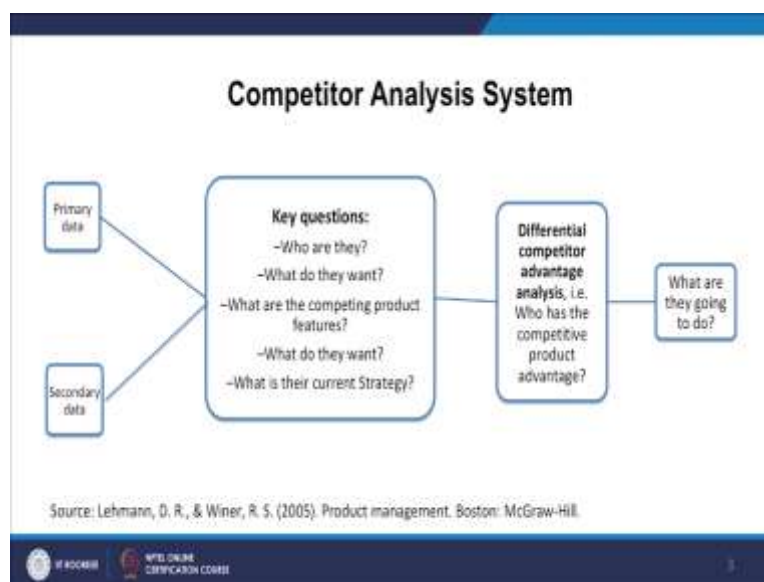 Competitor Analysis System
Primary
data
Secondary
data
Key questions:
–Who are they?
–What do they want?
–What are the competing product
features?
–What do they want?
–What is their current Strategy?
Differential
competitor
advantage
analysis, i.e.
Who has the
competitive
product
advantage?
What are
they going
to do?
Source: Lehmann, D. R., & Winer, R. S. (2005). Product management. Boston: McGraw-Hill.
IIT ROORKEE
NPTEL ONLINE
CERTIFICATION COURSE
3